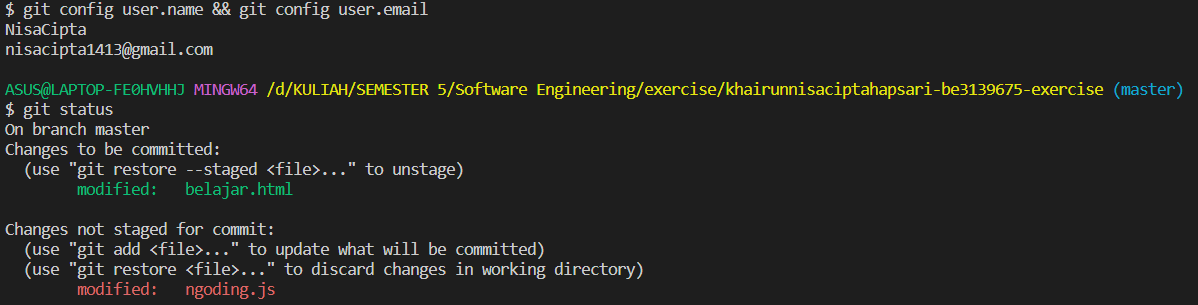 $ git config user.name && git config user.email
NisaCipta
nisacipta1413@gmail.com
ASUS@LAPTOP-FE0HVHHJ MINGW64 /d/KULIAH/SEMESTER 5/Software Engineering/exercise/khairunnisaciptahapsari-be3139675-exercise (master)
$ git status
On branch master
Changes to be committed:
  (use "git restore --staged <file>..." to unstage)
        modified:   belajar.html
Changes not staged for commit:
  (use "git add <file>..." to update what will be committed)
  (use "git restore <file>..." to discard changes in working directory)
        modified:   ngoding.js